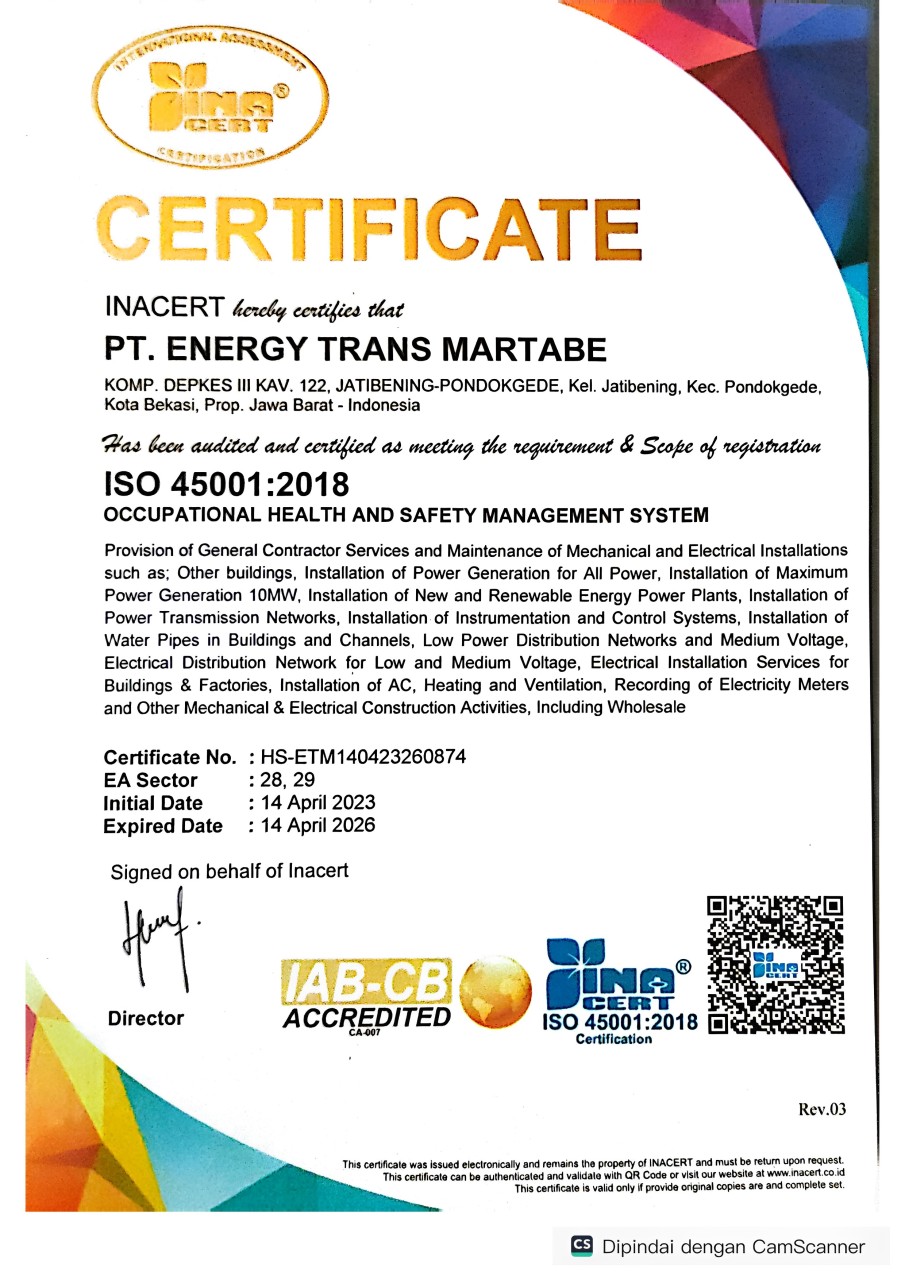 INTERNATIONAL ASSESSMENT
INA ®
CERT
CERTIFICATION
CERTIFICATE
INACERT hereby certifies that
PT. ENERGY TRANS MARTABE
KOMP. DEPKES III KAV. 122, JATIBENING-PONDOKGEDE, Kel. Jatibening, Kec. Pondokgede,
Kota Bekasi, Prop. Jawa Barat - Indonesia
Has been audited and certified as meeting the requirement & Scope of registration
ISO 45001:2018
OCCUPATIONAL HEALTH AND SAFETY MANAGEMENT SYSTEM
Provision of General Contractor Services and Maintenance of Mechanical and Electrical Installations
such as; Other buildings, Installation of Power Generation for All Power, Installation of Maximum
Power Generation 10MW, Installation of New and Renewable Energy Power Plants, Installation of
Power Transmission Networks, Installation of Instrumentation and Control Systems, Installation of
Water Pipes in Buildings and Channels, Low Power Distribution Networks and Medium Voltage,
Electrical Distribution Network for Low and Medium Voltage, Electrical Installation Services for
Buildings & Factories, Installation of AC, Heating and Ventilation, Recording of Electricity Meters
and Other Mechanical & Electrical Construction Activities, Including Wholesale
Certificate No. : HS-ETM140423260874
EA Sector : 28, 29
Initial Date : 14 April 2023
Expired Date : 14 April 2026
Signed on behalf of Inacert
Director
IAB-CB
ACCREDITED
CA-007
INA ®
CERT
ISO 45001:2018
Certification
INA
CERT
Rev.03
This certificate was issued electronically and remains the property of INACERT and must be return upon request.
This certificate can be authenticated and validate with QR Code or visit our website at www.inacert.co.id
This certificate is valid only if provide original copies are and complete set.
CS Dipindai dengan CamScanner